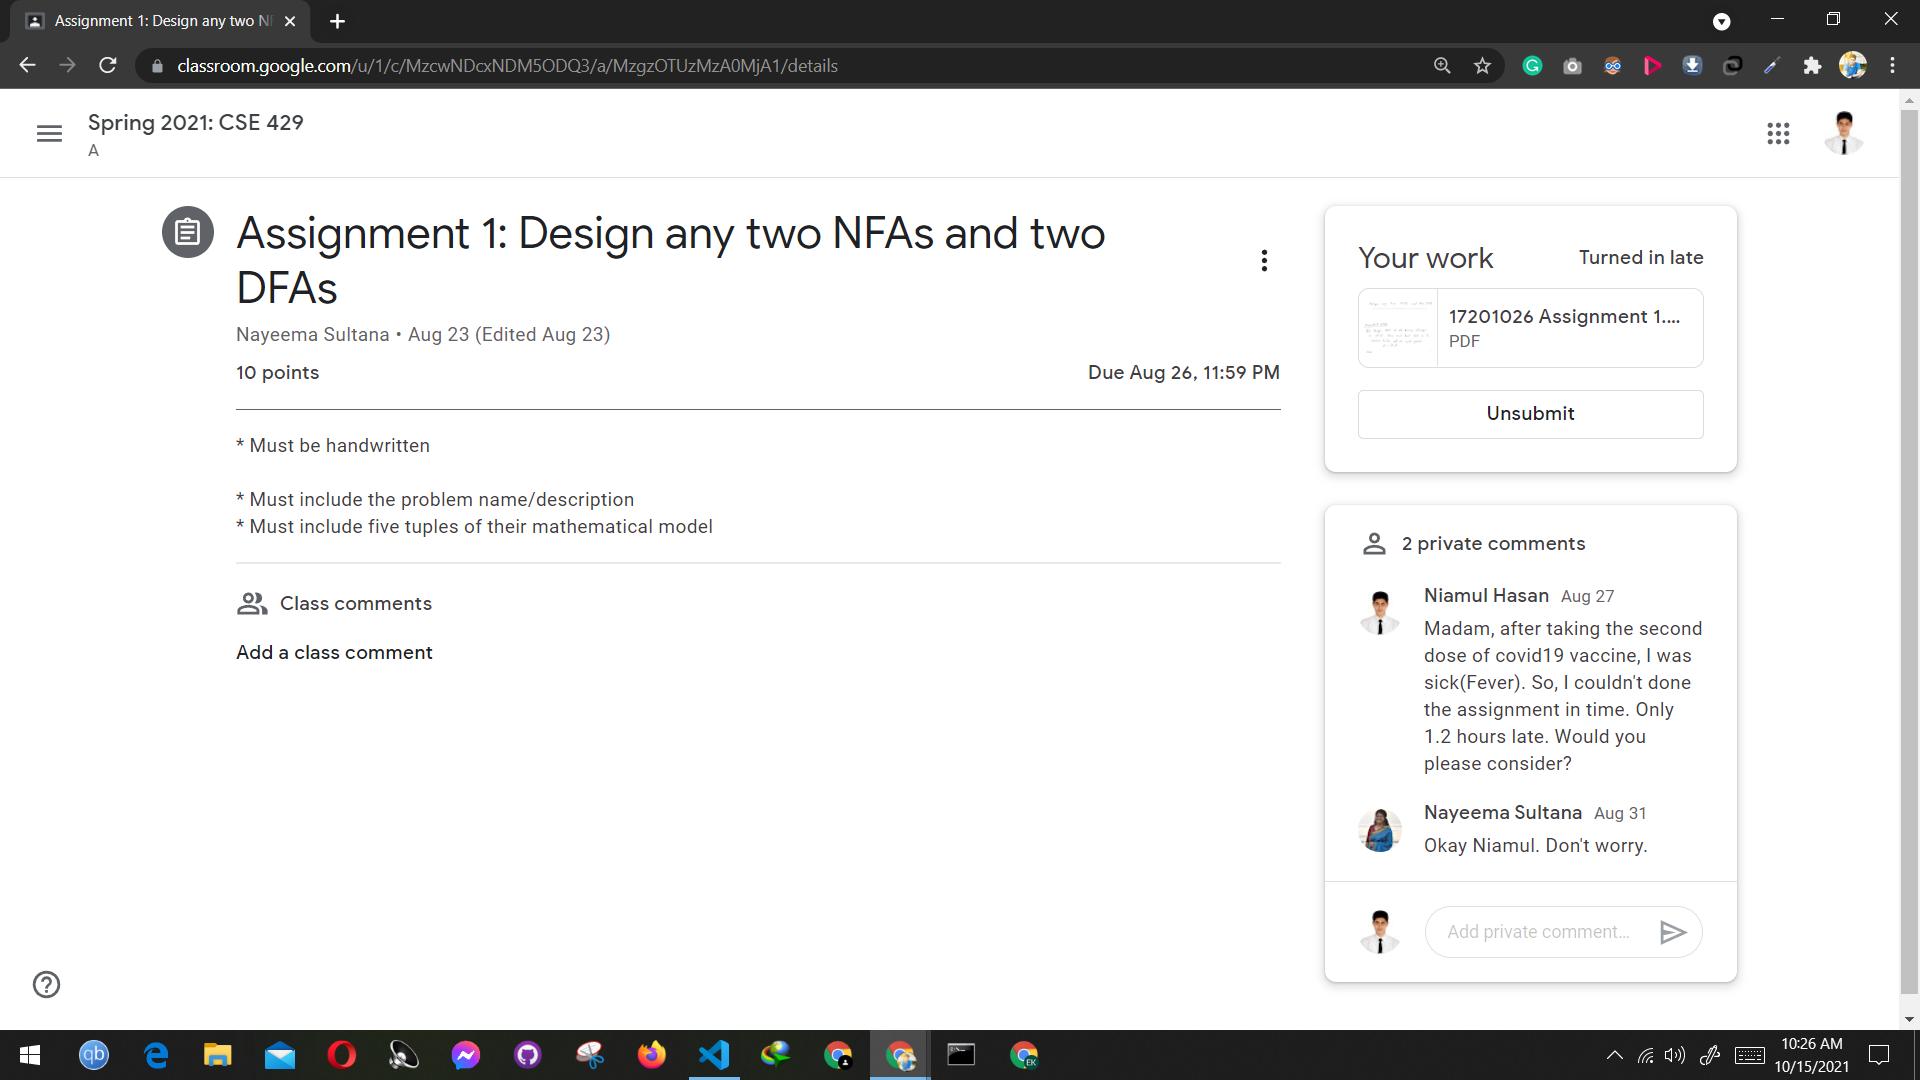 Assignment 1: Design any two N
classroom.google.com/u/1/c/MzcwNDcxNDM5ODQ3/a/MzgzOTUzMzA0MjA1/details
Spring 2021: CSE 429
A
Assignment 1: Design any two NFAs and two
DFAs
Nayeema Sultana • Aug 23 (Edited Aug 23)
10 points
Due Aug 26, 11:59 PM
* Must be handwritten
* Must include the problem name/description
* Must include five tuples of their mathematical model
Class comments
Add a class comment
Your work
Turned in late
17201026 Assignment 1....
PDF
Unsubmit
2 private comments
Niamul Hasan Aug 27
Madam, after taking the second
dose of covid19 vaccine, I was
sick(Fever). So, I couldn't done
the assignment in time. Only
1.2 hours late. Would you
please consider?
Nayeema Sultana Aug 31
Okay Niamul. Don't worry.
Add private comment...
qb
EK
10:26 AM
10/15/2021